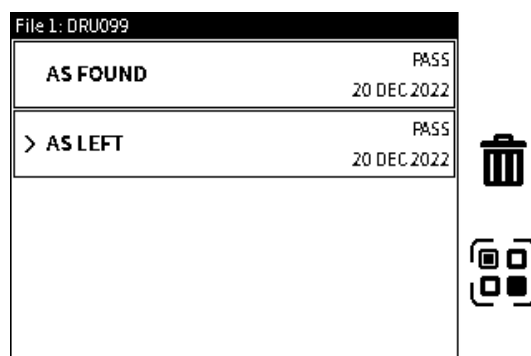 File 1: DRU099
AS FOUND
PASS
20 DEC 2022
> AS LEFT
PASS
20 DEC 2022